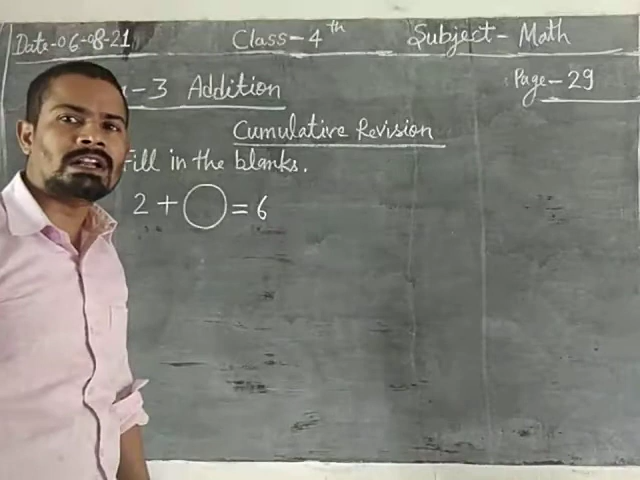 Date-06-08-21 Class-4th Subject- Math
-3 Addition Page-29
Cumulative Revision
Fill in the blanks.
2 + ◯ = 6